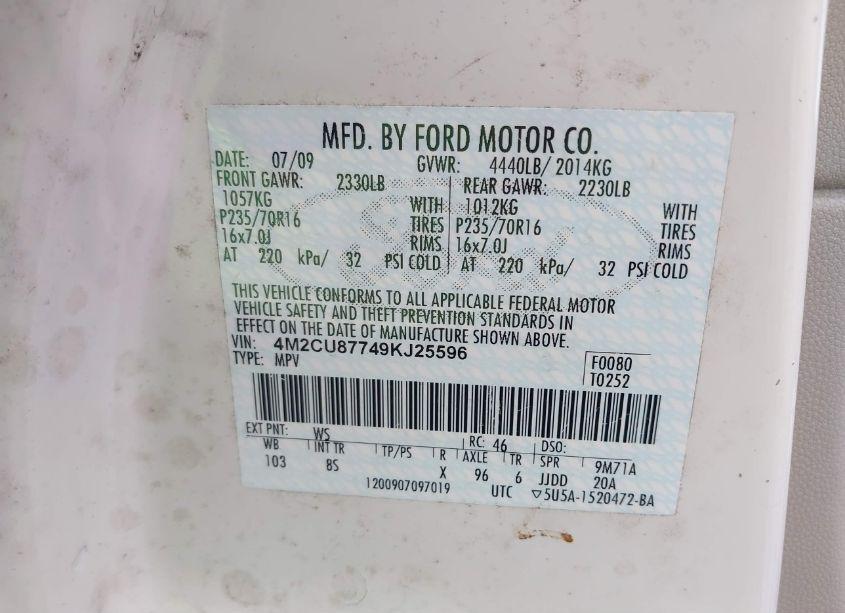 MFD. BY FORD MOTOR CO.
DATE: 07/09 GVWR: 4440LB/ 2014KG
FRONT GAWR: 2330LB REAR GAWR: 2230LB
1057KG WITH 1012KG WITH
P235/70R16 TIRES P235/70R16 TIRES
16x7.0J RIMS 16x7.0J RIMS
AT 220 kPa/ 32 PSI COLD AT 220 kPa/ 32 PSI COLD
THIS VEHICLE CONFORMS TO ALL APPLICABLE FEDERAL MOTOR
VEHICLE SAFETY AND THEFT PREVENTION STANDARDS IN
EFFECT ON THE DATE OF MANUFACTURE SHOWN ABOVE.
VIN: 4M2CU87749KJ25596 F0080
TYPE: MPV T0252
EXT PNT: WS RC: 46 DSO:
WB INT TR TP/PS R AXLE TR SPR 9M71A
103 8S X 96 6 JJDD 20A
1200907097019 UTC ▽5U5A-1520472-BA